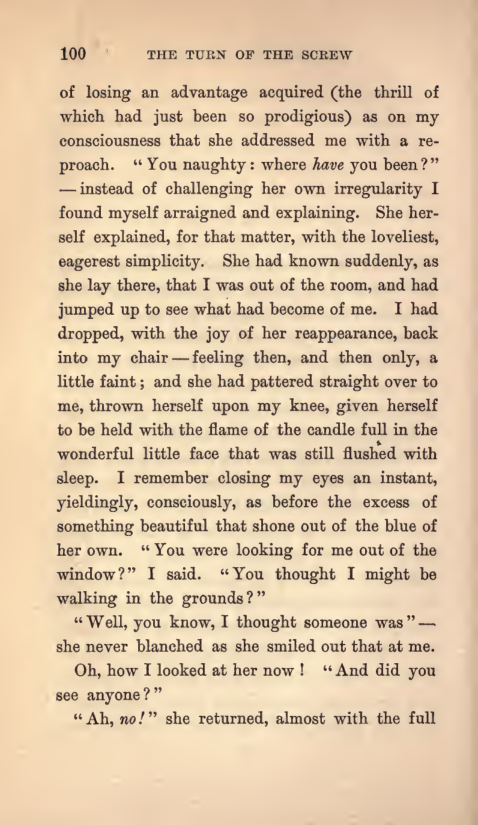 100 THE TURN OF THE SCREW
of losing an advantage acquired (the thrill of
which had just been so prodigious) as on my
consciousness that she addressed me with a re-
proach. “You naughty: where have you been?”
—instead of challenging her own irregularity I
found myself arraigned and explaining. She her-
self explained, for that matter, with the loveliest,
eagerest simplicity. She had known suddenly, as
she lay there, that I was out of the room, and had
jumped up to see what had become of me. I had
dropped, with the joy of her reappearance, back
into my chair—feeling then, and then only, a
little faint; and she had pattered straight over to
me, thrown herself upon my knee, given herself
to be held with the flame of the candle full in the
wonderful little face that was still flushed with
sleep. I remember closing my eyes an instant,
yieldingly, consciously, as before the excess of
something beautiful that shone out of the blue of
her own. “You were looking for me out of the
window?” I said. “You thought I might be
walking in the grounds?”
“Well, you know, I thought someone was”—
she never blanched as she smiled out that at me.
Oh, how I looked at her now! “And did you
see anyone?”
“Ah, no!” she returned, almost with the full